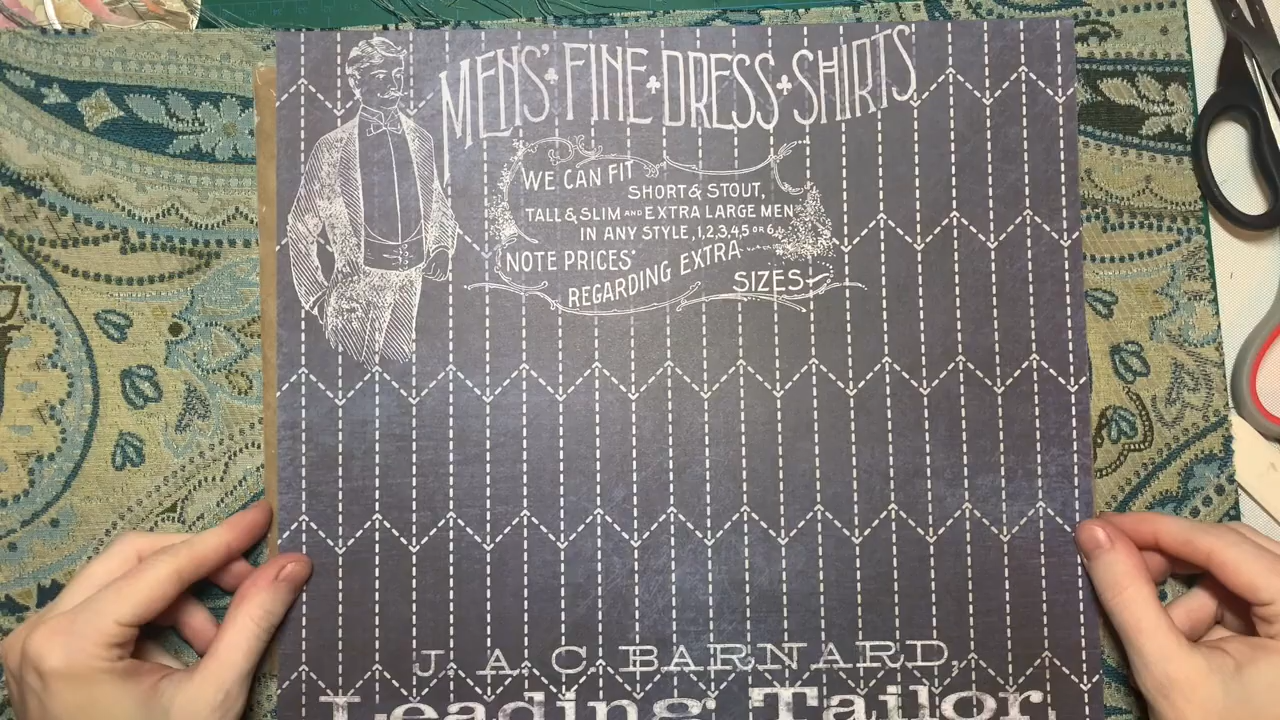 MENS' FINE DRESS SHIRTS
WE CAN FIT
SHORT & STOUT,
TALL & SLIM AND EXTRA LARGE MEN
IN ANY STYLE, 1,2,3,4,5 OR 6.
NOTE PRICES
REGARDING EXTRA
SIZES
J. A. C. BARNARD,
Leading Tailor